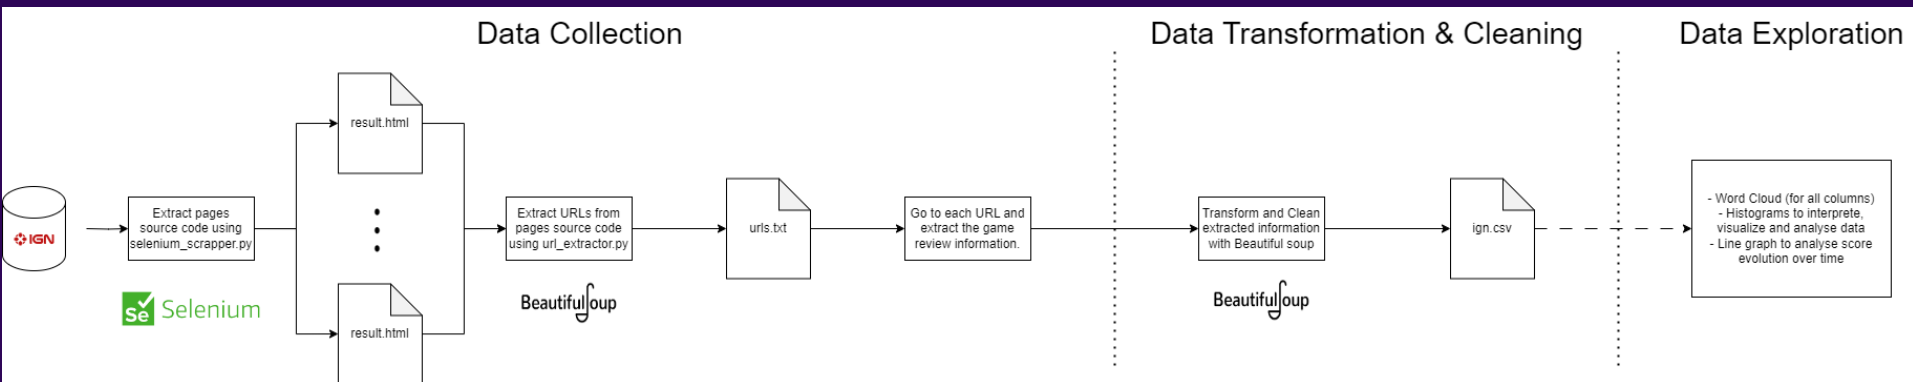 Data Collection
Data Transformation & Cleaning
Data Exploration
IGN
Extract pages
source code using
selenium_scrapper.py
Se Selenium
result.html
result.html
Extract URLs from
pages source code
using url_extractor.py
BeautifulSoup
urls.txt
Go to each URL and
extract the game
review information.
Transform and Clean
extracted information
with Beautiful soup
BeautifulSoup
ign.csv
- Word Cloud (for all columns)
- Histograms to interprete,
visualize and analyse data
- Line graph to analyse score
evolution over time